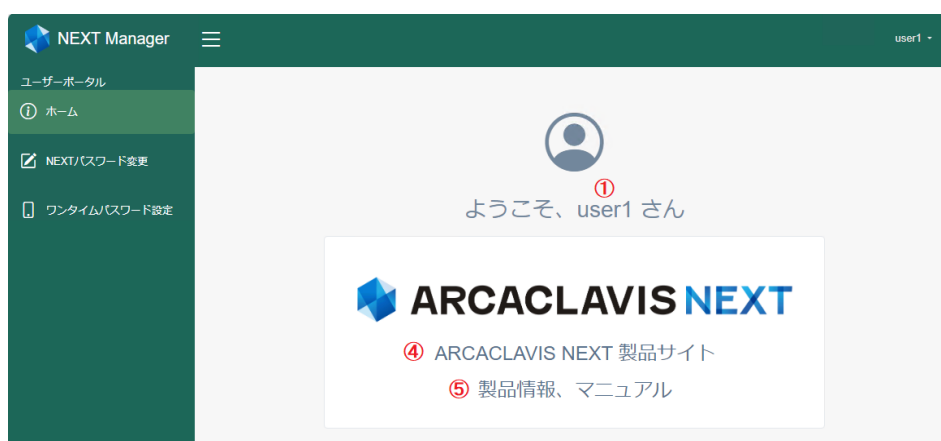 NEXT Manager
user1
ユーザーポータル
ホーム
NEXTパスワード変更
ワンタイムパスワード設定
①
ようこそ、user1 さん
ARCACLAVIS NEXT
④ ARCACLAVIS NEXT 製品サイト
⑤ 製品情報、マニュアル